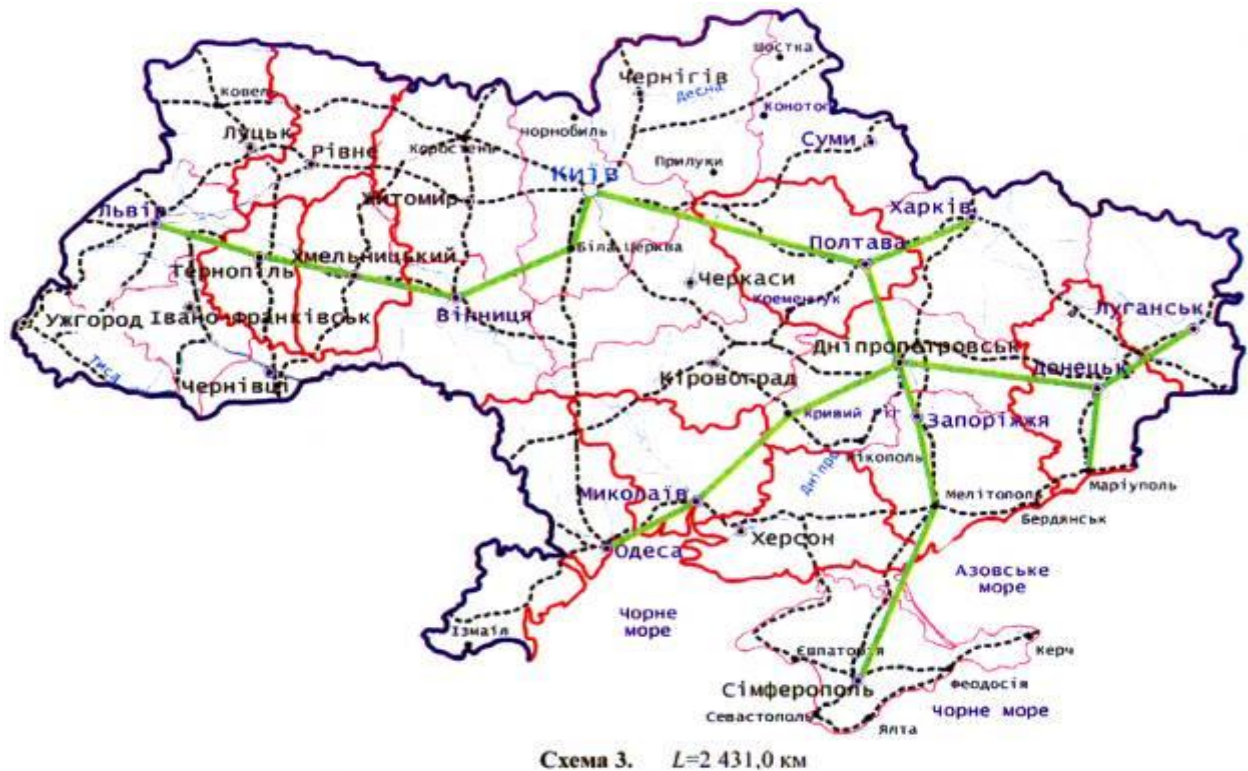 Шостка
Чернігів
Десна
Ковель
Конотоп
Чорнобиль
Луцьк
Рівне
Коростень
Суми
Прилуки
Київ
Житомир
Львів
Харків
Полтава
Біла Церква
Хмельницький
Тернопіль
Черкаси
Кременчук
Вінниця
Луганськ
Ужгород
Івано-Франківськ
Дніпропетровськ
Тиса
Донецьк
Чернівці
Кіровоград
Кривий Ріг
Запоріжжя
Нікополь
Дніпро
Маріуполь
Миколаїв
Мелітополь
Бердянськ
Херсон
Одеса
Азовське
море
Чорне
море
Ізмаїл
Керч
Євпаторія
Феодосія
Сімферополь
Севастополь
Чорне море
Ялта
Схема 3. L=2 431,0 км